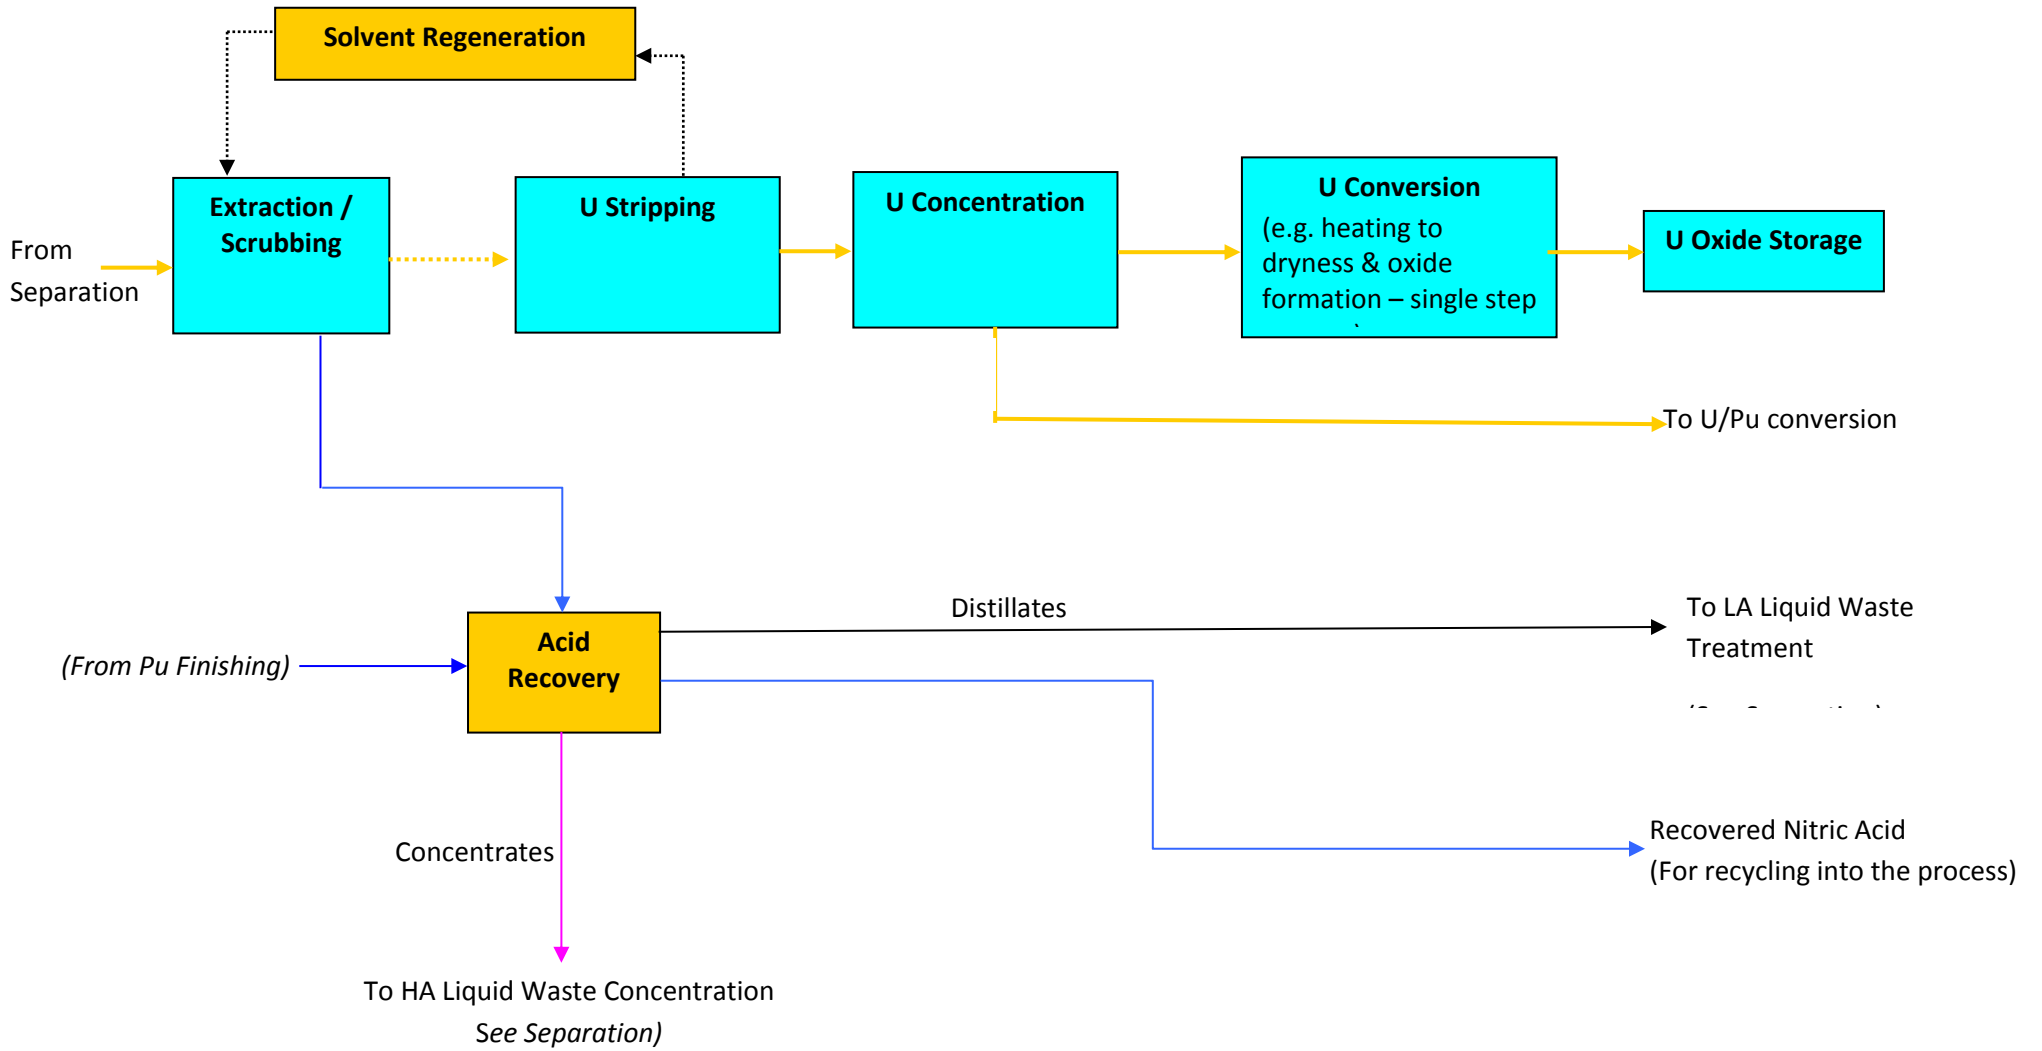 Solvent Regeneration
Extraction /
Scrubbing
U Stripping
U Concentration
U Conversion
(e.g. heating to
dryness & oxide
formation – single step
U Oxide Storage
From
Separation
To U/Pu conversion
Distillates
To LA Liquid Waste
Treatment
Acid
Recovery
(From Pu Finishing)
Recovered Nitric Acid
(For recycling into the process)
Concentrates
To HA Liquid Waste Concentration
See Separation)